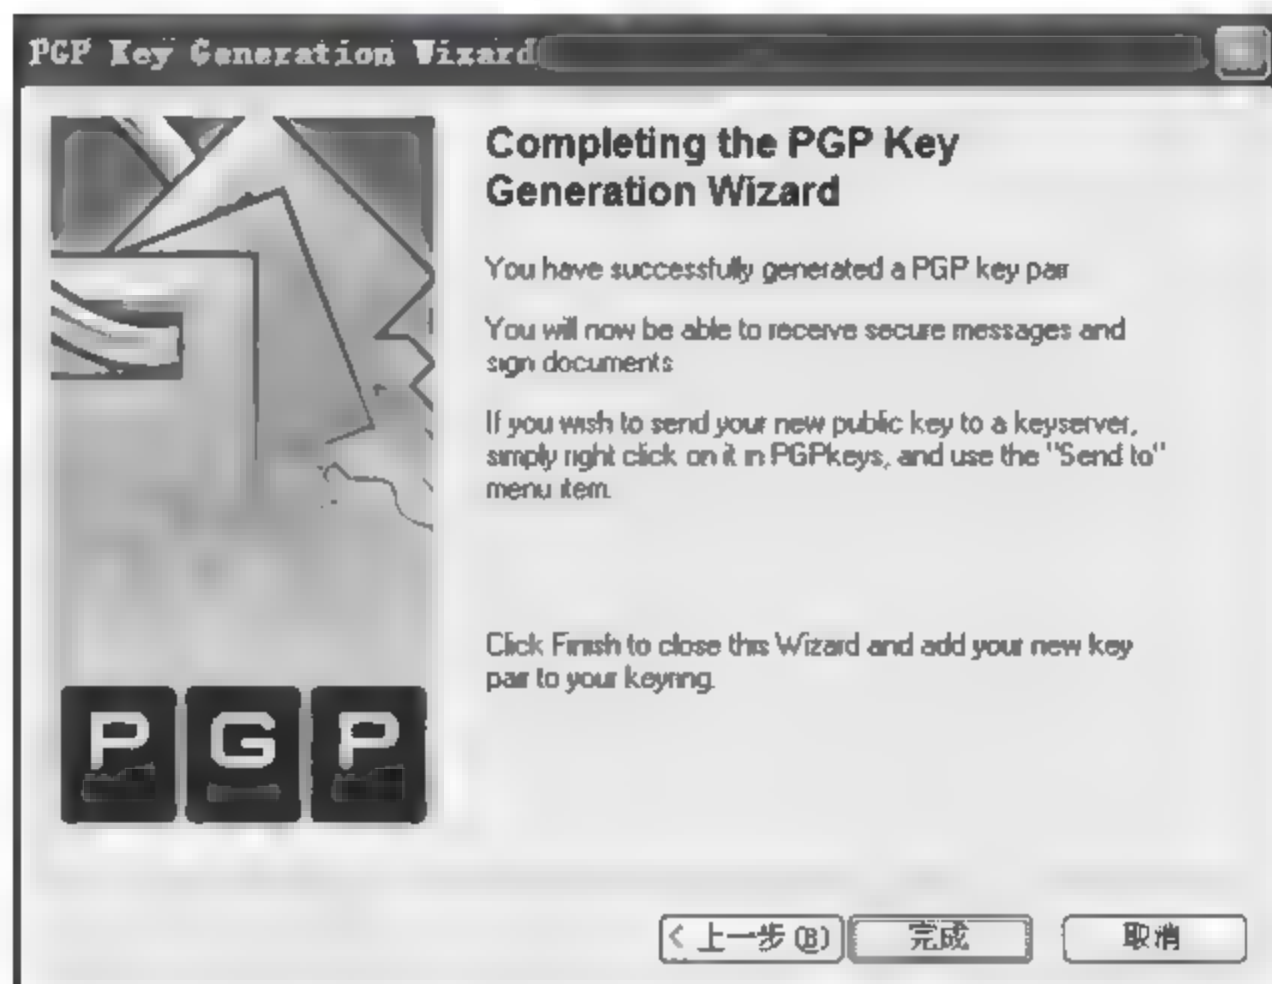 PGP Key Generation Wizard
Completing the PGP Key
Generation Wizard
You have successfully generated a PGP key pair
You will now be able to receive secure messages and
sign documents
If you wish to send your new public key to a keyserver,
simply right click on it in PGPkeys, and use the "Send to"
menu item.
Click Finish to close this Wizard and add your new key
pair to your keyring.
P G P
< 上一步(B) 完成 取消